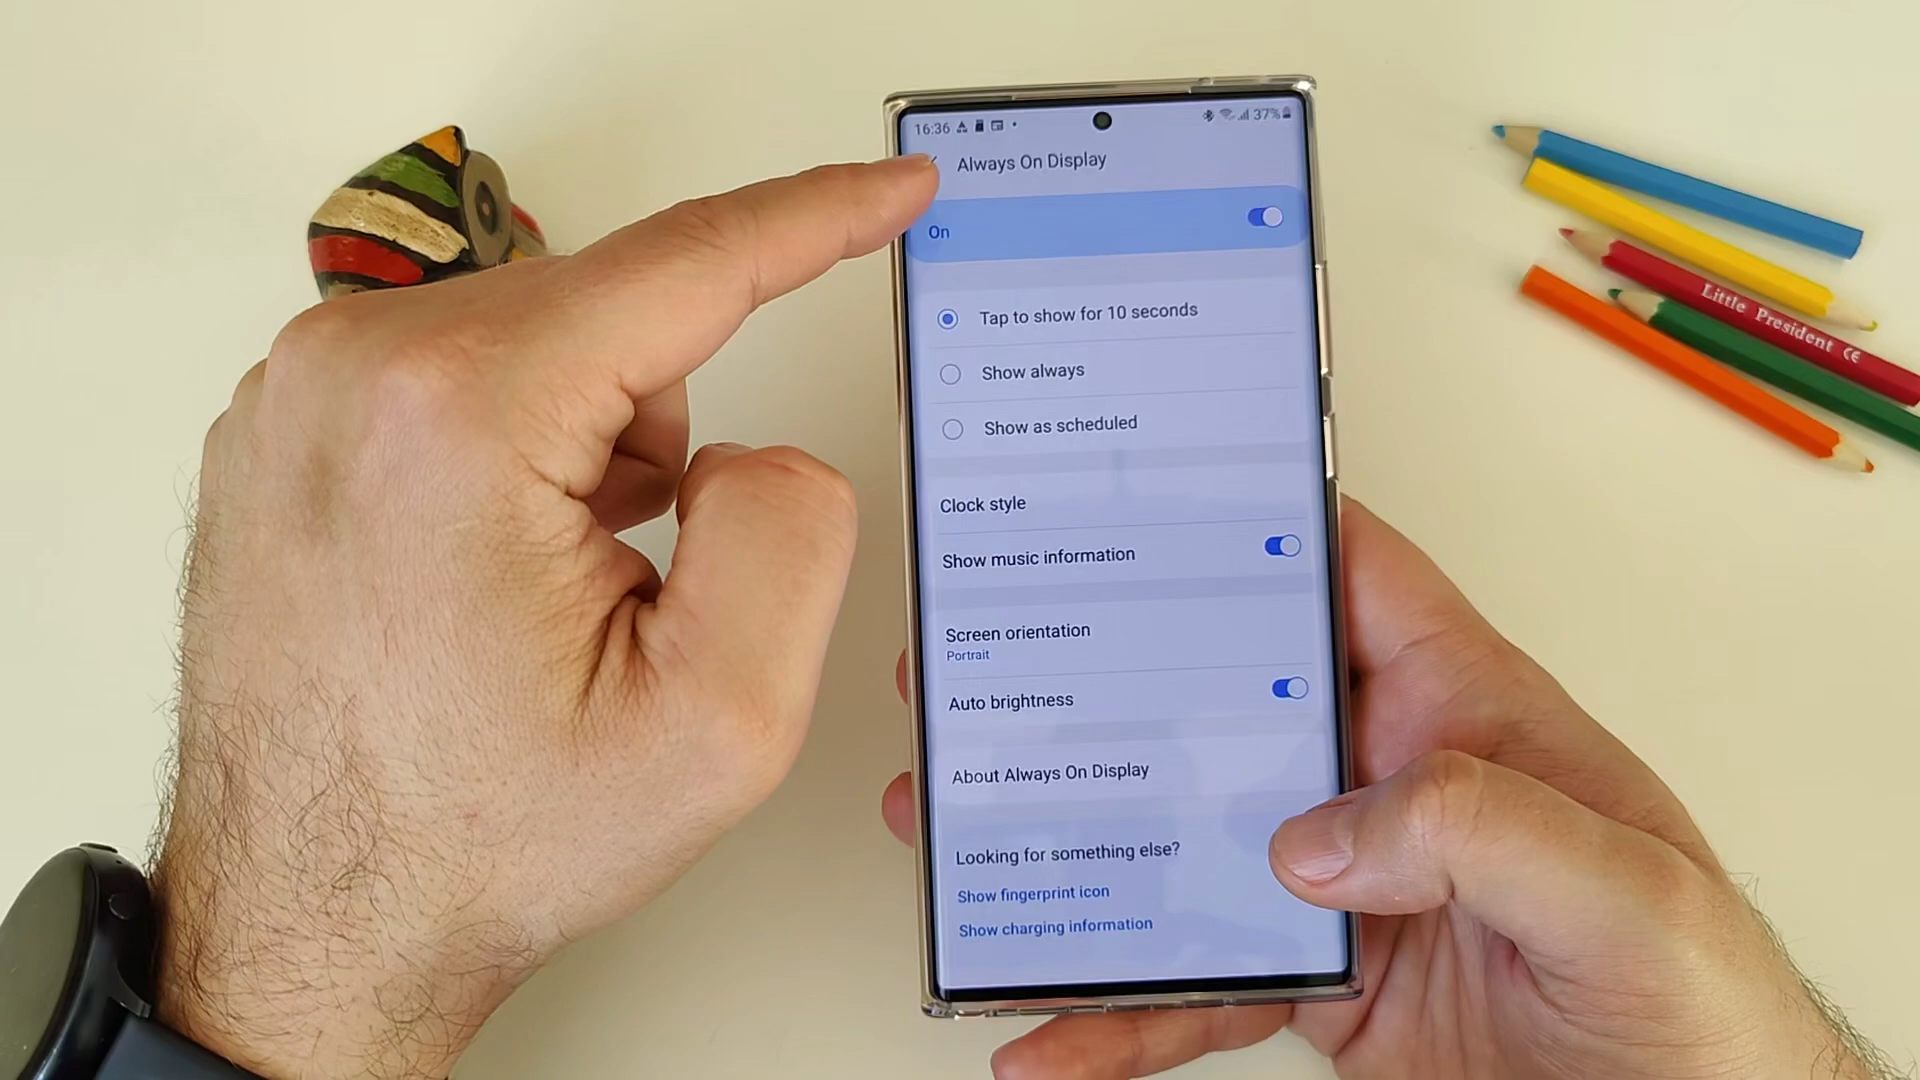 16:36
37%
Always On Display
On
Tap to show for 10 seconds
Show always
Show as scheduled
Clock style
Show music information
Screen orientation
Portrait
Auto brightness
About Always On Display
Looking for something else?
Show fingerprint icon
Show charging information
Little President CE